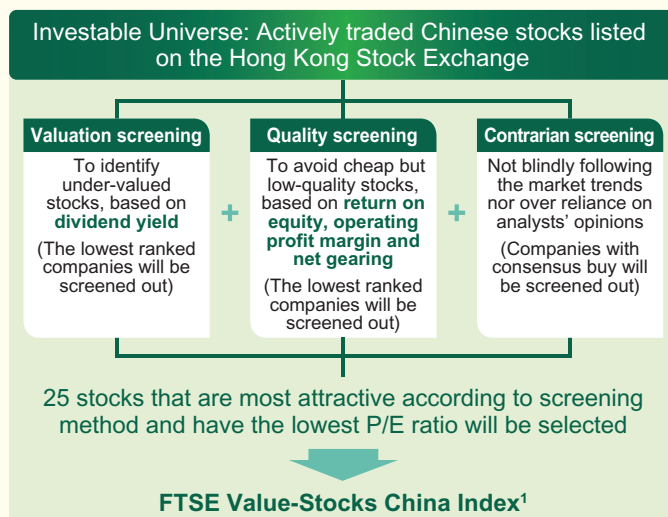 Investable Universe: Actively traded Chinese stocks listed
on the Hong Kong Stock Exchange
Valuation screening
To identify
under-valued
stocks, based on
dividend yield
(The lowest ranked
companies will be
screened out)
+
Quality screening
To avoid cheap but
low-quality stocks,
based on return on
equity, operating
profit margin and
net gearing
(The lowest ranked
companies will be
screened out)
+
Contrarian screening
Not blindly following
the market trends
nor over reliance on
analysts’ opinions
(Companies with
consensus buy will
be screened out)
25 stocks that are most attractive according to screening
method and have the lowest P/E ratio will be selected
FTSE Value-Stocks China Index¹